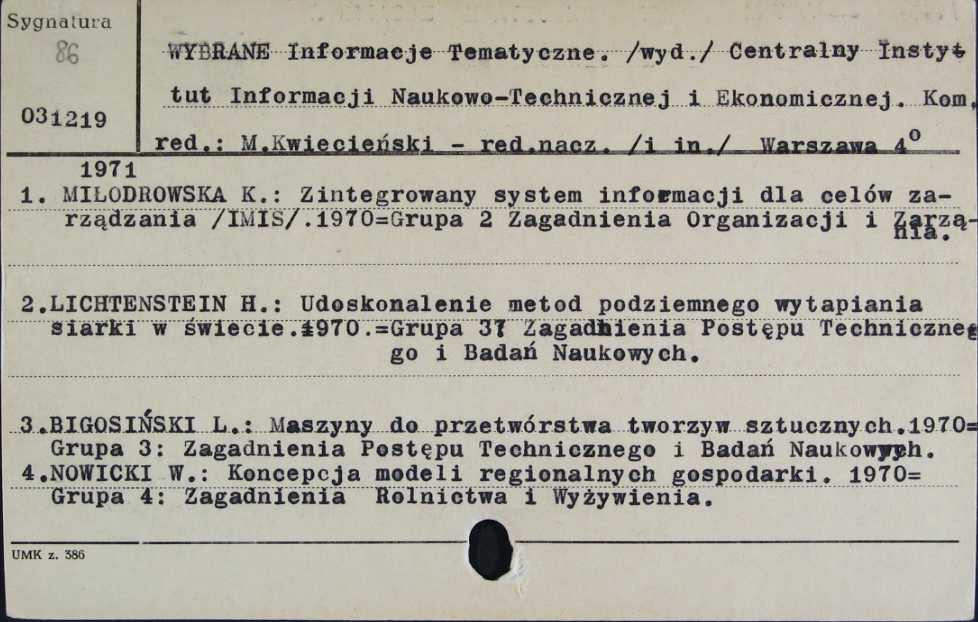 Sygnatura
86
031219
WYBRANE Informacje Tematyczne. /wyd./ Centralny Insty
tut Informacji Naukowo-Technicznej i Ekonomicznej. Kom.
red.: M.Kwiecieński - red.nacz. /i in./ Warszawa 4°
1971
1. MIŁODROWSKA K.: Zintegrowany system informacji dla celów za-
rządzania /IMIS/.1970=Grupa 2 Zagadnienia Organizacji i Zarzą-
nia.
2.LICHTENSTEIN H.: Udoskonalenie metod podziemnego wytapiania
siarki w świecie.1970.=Grupa 3? Zagadnienia Postępu Techniczne
go i Badań Naukowych.
3.BIGOSIŃSKI L.: Maszyny do przetwórstwa tworzyw sztucznych.1970=
Grupa 3: Zagadnienia Postępu Technicznego i Badań Naukowych.
4.NOWICKI W.: Koncepcja modeli regionalnych gospodarki. 1970=
Grupa 4: Zagadnienia Rolnictwa i Wyżywienia.
UMK z. 386